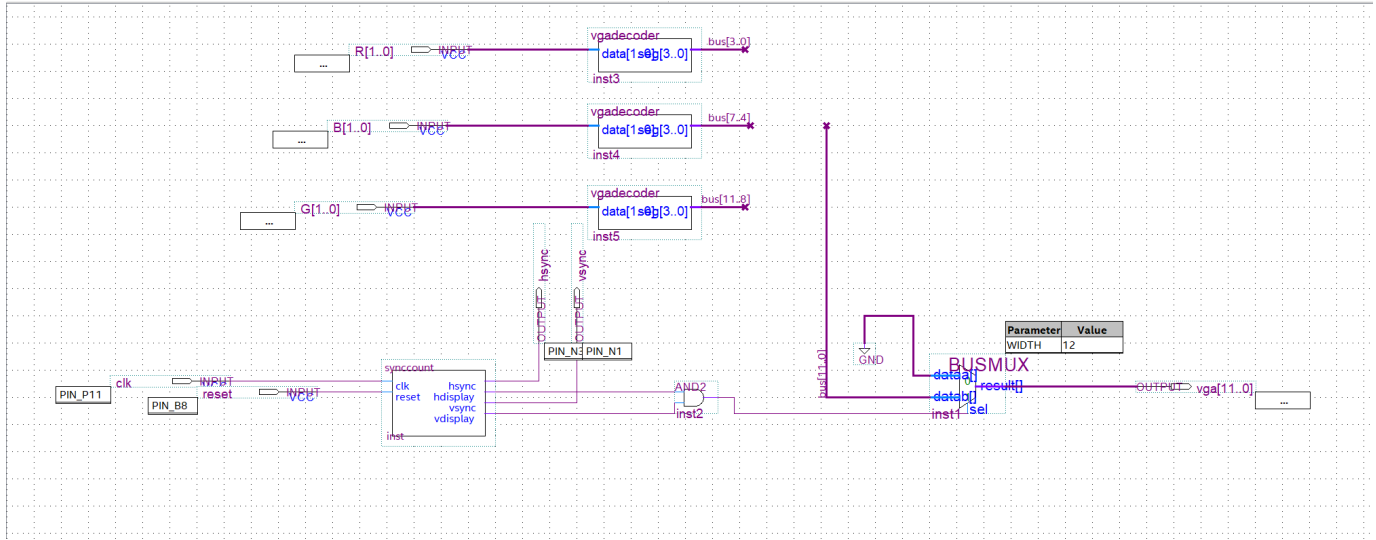 vgadecoder
bus[3..0]
R[1..0]
INPUT
VCC
data[1..0]
seg[3..0]
...
inst3
vgadecoder
bus[7..4]
B[1..0]
INPUT
VCC
data[1..0]
seg[3..0]
...
inst4
vgadecoder
bus[11..8]
G[1..0]
INPUT
VCC
data[1..0]
seg[3..0]
...
inst5
hsync
vsync
OUTPUT
OUTPUT
PIN_N3
PIN_N1
Parameter Value
WIDTH 12
GND
bus[11..0]
BUSMUX
dataa[]
result[]
datab[]
sel
inst1
OUTPUT
vga[11..0]
...
synccount
clk
INPUT
PIN_P11
reset
INPUT
VCC
PIN_B8
clk
reset
hsync
hdisplay
vsync
vdisplay
inst
AND2
inst2